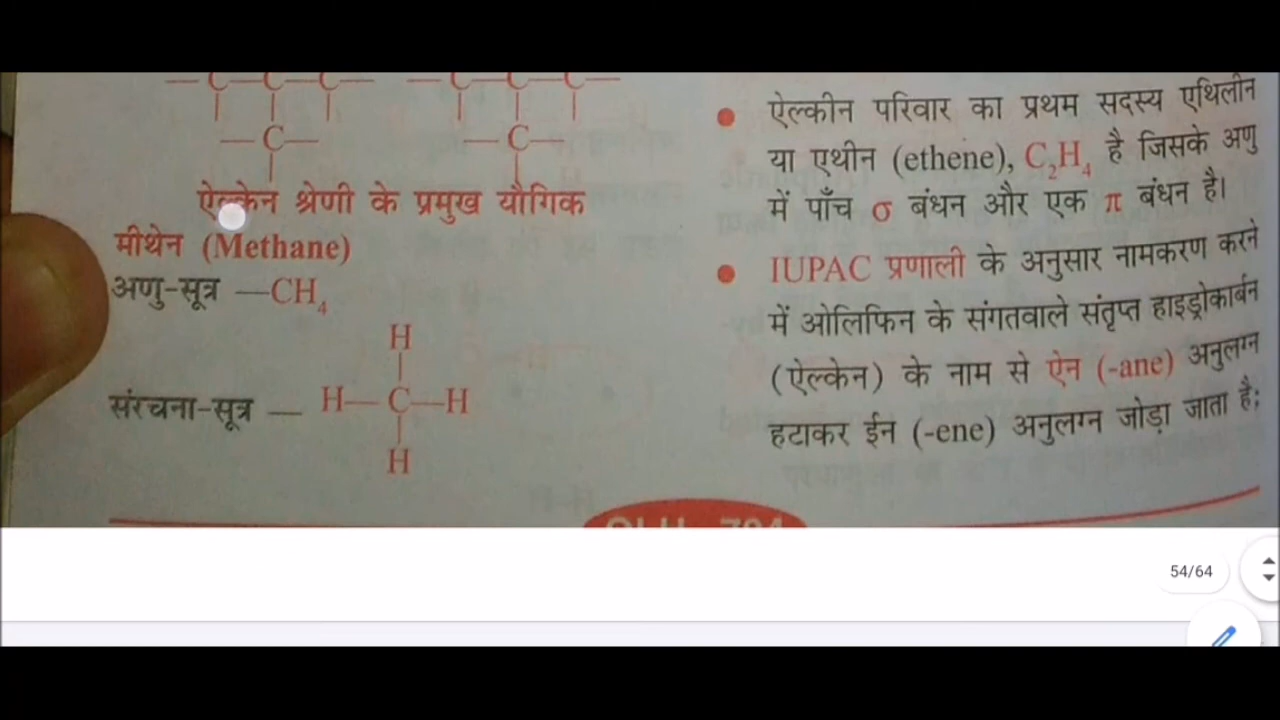 —C—C—C— —C—C—C—
—C— —C—
ऐल्केन श्रेणी के प्रमुख यौगिक
मीथेन (Methane)
अणु-सूत्र —CH₄
H
संरचना-सूत्र — H—C—H
H
• ऐल्कीन परिवार का प्रथम सदस्य एथिलीन
या एथीन (ethene), C₂H₄ है जिसके अणु
में पाँच σ बंधन और एक π बंधन है।
• IUPAC प्रणाली के अनुसार नामकरण करने
में ओलिफिन के संगतवाले संतृप्त हाइड्रोकार्बन
(ऐल्केन) के नाम से ऐन (-ane) अनुलग्न
हटाकर ईन (-ene) अनुलग्न जोड़ा जाता है;
54/64